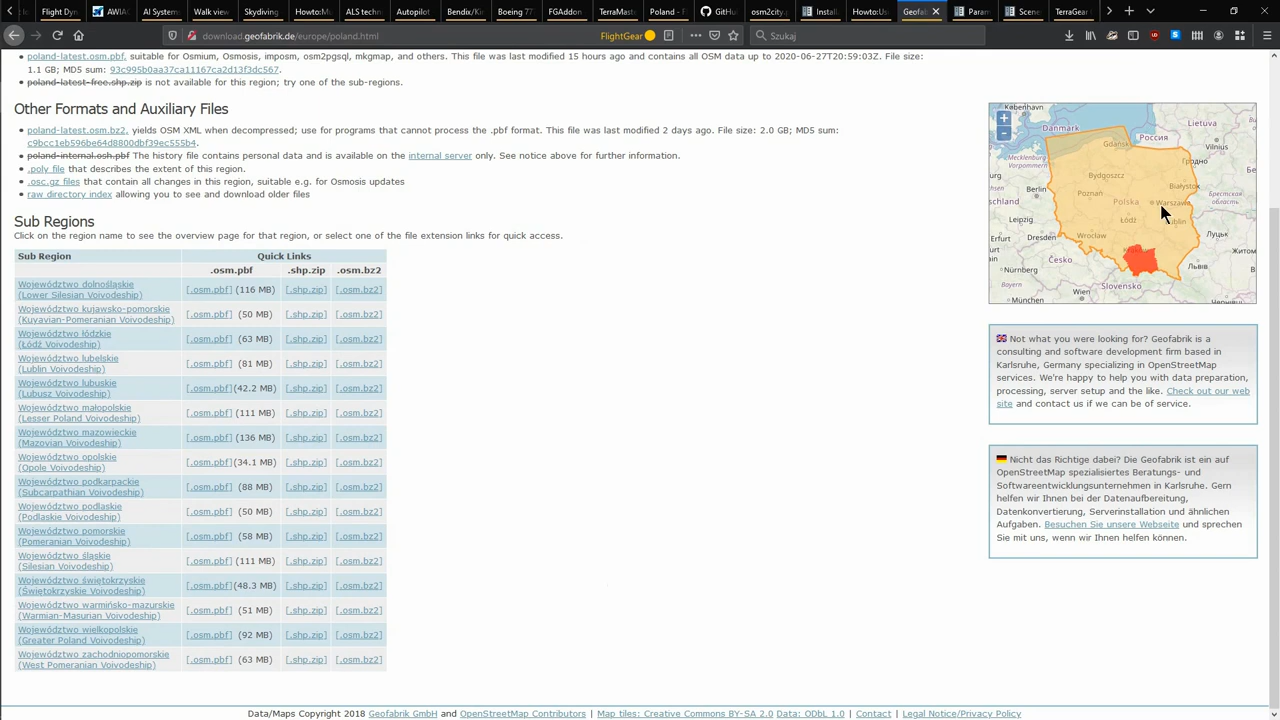 Flight Dyn
AWIAC
AI Systems
Walk view
Skydiving
Howto:M
ALS techn
Autopilot
Bendix/Kin
Boeing 77
FGAddon
TerraMast
Poland - F
GitHub
osm2city.
Install
Howto:Us
Geofab
Param
Scene
TerraGear
download.geofabrik.de/europe/poland.html
FlightGear
Szukaj
poland-latest.osm.pbf, suitable for Osmium, Osmosis, imposm, osm2pgsql, mkgmap, and others. This file was last modified 15 hours ago and contains all OSM data up to 2020-06-27T20:59:03Z. File size:
1.1 GB; MD5 sum: 93c995b0aa37ca11167ca2d13f3dc567.
poland-latest-free.shp.zip is not available for this region; try one of the sub-regions.
Other Formats and Auxiliary Files
poland-latest.osm.bz2, yields OSM XML when decompressed; use for programs that cannot process the .pbf format. This file was last modified 2 days ago. File size: 2.0 GB; MD5 sum:
c9bcc1eb596be64d8800dbf39ec555b4.
poland-internal.osh.pbf The history file contains personal data and is available on the internal server only. See notice above for further information.
.poly file that describes the extent of this region.
.osc.gz files that contain all changes in this region, suitable e.g. for Osmosis updates
raw directory index allowing you to see and download older files
Sub Regions
Click on the region name to see the overview page for that region, or select one of the file extension links for quick access.
Sub Region Quick Links
.osm.pbf .shp.zip .osm.bz2
Województwo dolnośląskie
(Lower Silesian Voivodeship) [.osm.pbf] (116 MB) [.shp.zip] [.osm.bz2]
Województwo kujawsko-pomorskie
(Kuyavian-Pomeranian Voivodeship) [.osm.pbf] (50 MB) [.shp.zip] [.osm.bz2]
Województwo łódzkie
(Łódź Voivodeship) [.osm.pbf] (63 MB) [.shp.zip] [.osm.bz2]
Województwo lubelskie
(Lublin Voivodeship) [.osm.pbf] (81 MB) [.shp.zip] [.osm.bz2]
Województwo lubuskie
(Lubusz Voivodeship) [.osm.pbf] (42.2 MB) [.shp.zip] [.osm.bz2]
Województwo małopolskie
(Lesser Poland Voivodeship) [.osm.pbf] (111 MB) [.shp.zip] [.osm.bz2]
Województwo mazowieckie
(Mazovian Voivodeship) [.osm.pbf] (136 MB) [.shp.zip] [.osm.bz2]
Województwo opolskie
(Opole Voivodeship) [.osm.pbf] (34.1 MB) [.shp.zip] [.osm.bz2]
Województwo podkarpackie
(Subcarpathian Voivodeship) [.osm.pbf] (88 MB) [.shp.zip] [.osm.bz2]
Województwo podlaskie
(Podlaskie Voivodeship) [.osm.pbf] (50 MB) [.shp.zip] [.osm.bz2]
Województwo pomorskie
(Pomeranian Voivodeship) [.osm.pbf] (58 MB) [.shp.zip] [.osm.bz2]
Województwo śląskie
(Silesian Voivodeship) [.osm.pbf] (111 MB) [.shp.zip] [.osm.bz2]
Województwo świętokrzyskie
(Świętokrzyskie Voivodeship) [.osm.pbf] (48.3 MB) [.shp.zip] [.osm.bz2]
Województwo warmińsko-mazurskie
(Warmian-Masurian Voivodeship) [.osm.pbf] (51 MB) [.shp.zip] [.osm.bz2]
Województwo wielkopolskie
(Greater Poland Voivodeship) [.osm.pbf] (92 MB) [.shp.zip] [.osm.bz2]
Województwo zachodniopomorskie
(West Pomeranian Voivodeship) [.osm.pbf] (63 MB) [.shp.zip] [.osm.bz2]
København
Danmark
Lietuva
Россия
Gdańsk
Mecklenburg
Vorpommern
Гродно
Bydgoszcz
Białystok
Berlin
Poznań
Polska
Warszawa
Брестская
область
schland
Łódź
Lublin
Leipzig
Erfurt
Dresden
Wrocław
Луцьк
Česko
Kraków
Львів
Житом
Nürnberg
Slovensko
Wien
München
🇬🇧 Not what you were looking for? Geofabrik is a
consulting and software development firm based in
Karlsruhe, Germany specializing in OpenStreetMap
services. We're happy to help you with data preparation,
processing, server setup and the like. Check out our web
site and contact us if we can be of service.
🇩🇪 Nicht das Richtige dabei? Die Geofabrik ist ein auf
OpenStreetMap spezialisiertes Beratungs- und
Softwareentwicklungsunternehmen in Karlsruhe. Gern
helfen wir Ihnen bei der Datenaufbereitung,
Datenkonvertierung, Serverinstallation und ähnlichen
Aufgaben. Besuchen Sie unsere Webseite und sprechen
Sie mit uns, wenn wir Ihnen helfen können.
Data/Maps Copyright 2018 Geofabrik GmbH and OpenStreetMap Contributors | Map tiles: Creative Commons BY-SA 2.0 Data: ODbL 1.0 | Contact | Legal Notice/Privacy Policy